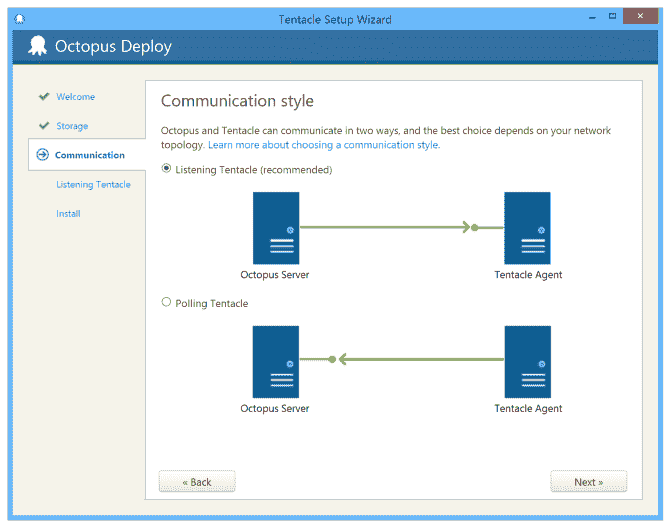 Tentacle Setup Wizard
Octopus Deploy
Welcome
Storage
Communication
Listening Tentacle
Install
Communication style
Octopus and Tentacle can communicate in two ways, and the best choice depends on your network
topology. Learn more about choosing a communication style.
Listening Tentacle (recommended)
Octopus Server
Tentacle Agent
Polling Tentacle
Octopus Server
Tentacle Agent
« Back
Next »